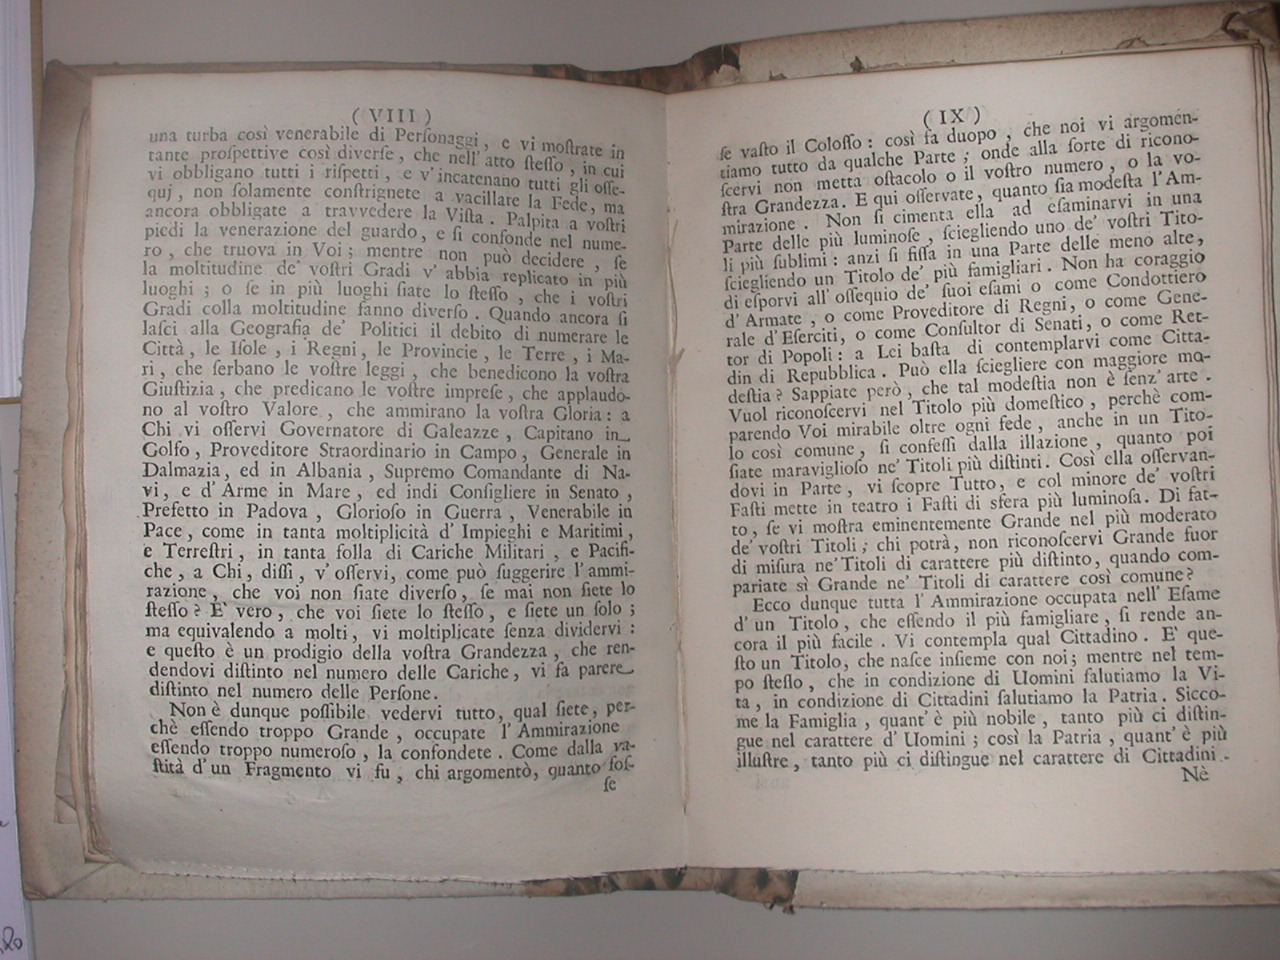 (VIII)
una turba così venerabile di Perſonaggi, e vi moſtrate in
tante proſpettive così diverſe, che nell' atto ſteſſo, in cui
vi obbligano tutti i riſpetti, e v' incatenano tutti gli oſſe-
quj, non ſolamente conſtrignete a vacillare la Fede, ma
ancora obbligate a travvedere la Viſta. Palpita a voſtri
piedi la venerazione del guardo, e ſi confonde nel nume-
ro, che truova in Voi; mentre non può decidere, ſe
la moltitudine de' voſtri Gradi v' abbia replicato in più
luoghi; o ſe in più luoghi ſiate lo ſteſſo, che i voſtri
Gradi colla moltitudine fanno diverſo. Quando ancora ſi
laſci alla Geografia de' Politici il debito di numerare le
Città, le Iſole, i Regni, le Provincie, le Terre, i Ma-
ri, che ſerbano le voſtre leggi, che benedicono la voſtra
Giuſtizia, che predicano le voſtre impreſe, che applaudo-
no al voſtro Valore, che ammirano la voſtra Gloria: a
Chi vi oſſervi Governatore di Galeazze, Capitano in
Golfo, Proveditore Straordinario in Campo, Generale in
Dalmazia, ed in Albania, Supremo Comandante di Na-
vi, e d' Arme in Mare, ed indi Conſigliere in Senato,
Prefetto in Padova, Glorioſo in Guerra, Venerabile in
Pace, come in tanta moltiplicità d' Impieghi e Maritimi,
e Terreſtri, in tanta folla di Cariche Militari, e Pacifi-
che, a Chi, diſſi, v' oſſervi, come può ſuggerire l' ammi-
razione, che voi non ſiate diverſo, ſe mai non ſiete lo
ſteſſo? E' vero, che voi ſiete lo ſteſſo, e ſiete un ſolo;
ma equivalendo a molti, vi moltiplicate ſenza dividervi:
e queſto è un prodigio della voſtra Grandezza, che ren-
dendovi diſtinto nel numero delle Cariche, vi fa parere
diſtinto nel numero delle Perſone.
Non è dunque poſſibile vedervi tutto, qual ſiete, per-
chè eſſendo troppo Grande, occupate l' Ammirazione
eſſendo troppo numeroſo, la confondete. Come dalla va-
ſtità d' un Fragmento vi fu, chi argomentò, quanto foſ-
ſe
(IX)
ſe vaſto il Coloſſo: così fa duopo, che noi vi argomen-
tiamo tutto da qualche Parte; onde alla ſorte di ricono-
ſcervi non metta oſtacolo o il voſtro numero, o la vo-
ſtra Grandezza. E qui oſſervate, quanto ſia modeſta l' Am-
mirazione. Non ſi cimenta ella ad eſaminarvi in una
Parte delle più luminoſe, ſciegliendo uno de' voſtri Tito-
li più ſublimi: anzi ſi fiſſa in una Parte delle meno alte,
ſciegliendo un Titolo de' più famigliari. Non ha coraggio
di eſporvi all' oſſequio de' ſuoi eſami o come Condottiero
d' Armate, o come Proveditore di Regni, o come Gene-
rale d' Eſerciti, o come Conſultor di Senati, o come Ret-
tor di Popoli: a Lei baſta di contemplarvi come Citta-
din di Repubblica. Può ella ſciegliere con maggiore mo-
deſtia? Sappiate però, che tal modeſtia non è ſenz' arte.
Vuol riconoſcervi nel Titolo più domeſtico, perchè com-
parendo Voi mirabile oltre ogni fede, anche in un Tito-
lo così comune, ſi confeſſi dalla illazione, quanto poi
ſiate maraviglioſo ne' Titoli più diſtinti. Così ella oſſervan-
dovi in Parte, vi ſcopre Tutto, e col minore de' voſtri
Faſti mette in teatro i Faſti di sfera più luminoſa. Di fat-
to, ſe vi moſtra eminentemente Grande nel più moderato
de' voſtri Titoli; chi potrà, non riconoſcervi Grande fuor
di miſura ne' Titoli di carattere più diſtinto, quando com-
pariate sì Grande ne' Titoli di carattere così comune?
Ecco dunque tutta l' Ammirazione occupata nell' Eſame
d' un Titolo, che eſſendo il più famigliare, ſi rende an-
cora il più facile. Vi contempla qual Cittadino. E' que-
ſto un Titolo, che naſce inſieme con noi; mentre nel tem-
po ſteſſo, che in condizione di Uomini ſalutiamo la Vi-
ta, in condizione di Cittadini ſalutiamo la Patria. Sicco-
me la Famiglia, quant' è più nobile, tanto più ci diſtin-
gue nel carattere d' Uomini; così la Patria, quant' è più
illuſtre, tanto più ci diſtingue nel carattere di Cittadini.
Nè